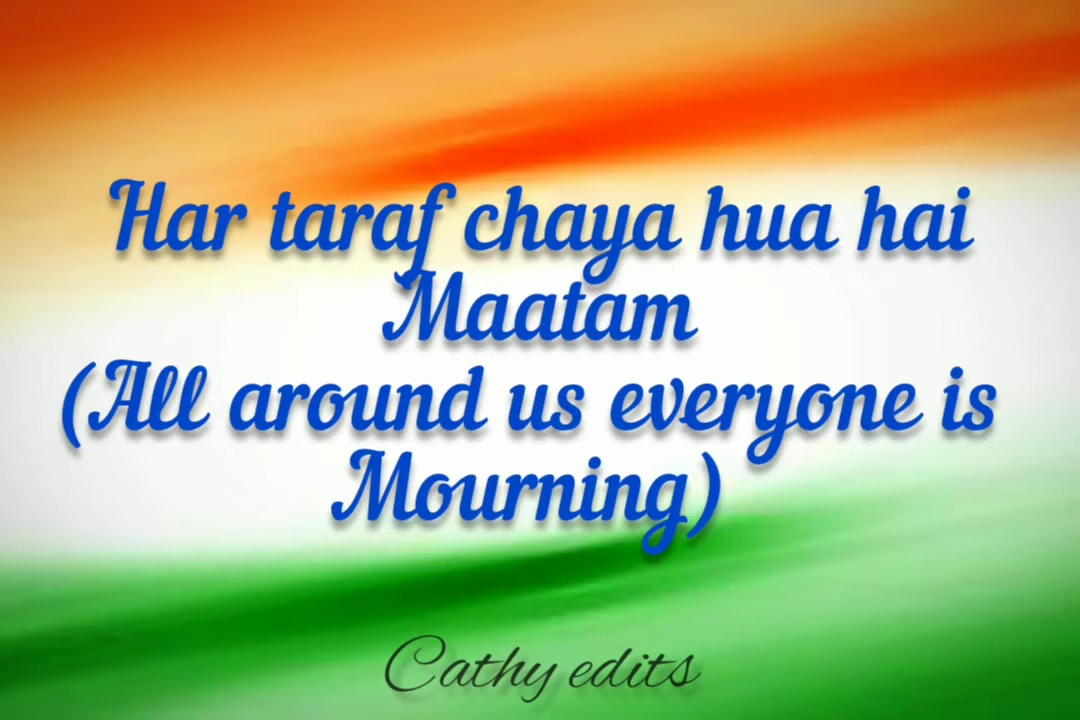 Har taraf chaya hua hai
Maatam
(All around us everyone is
Mourning)
Cathy edits